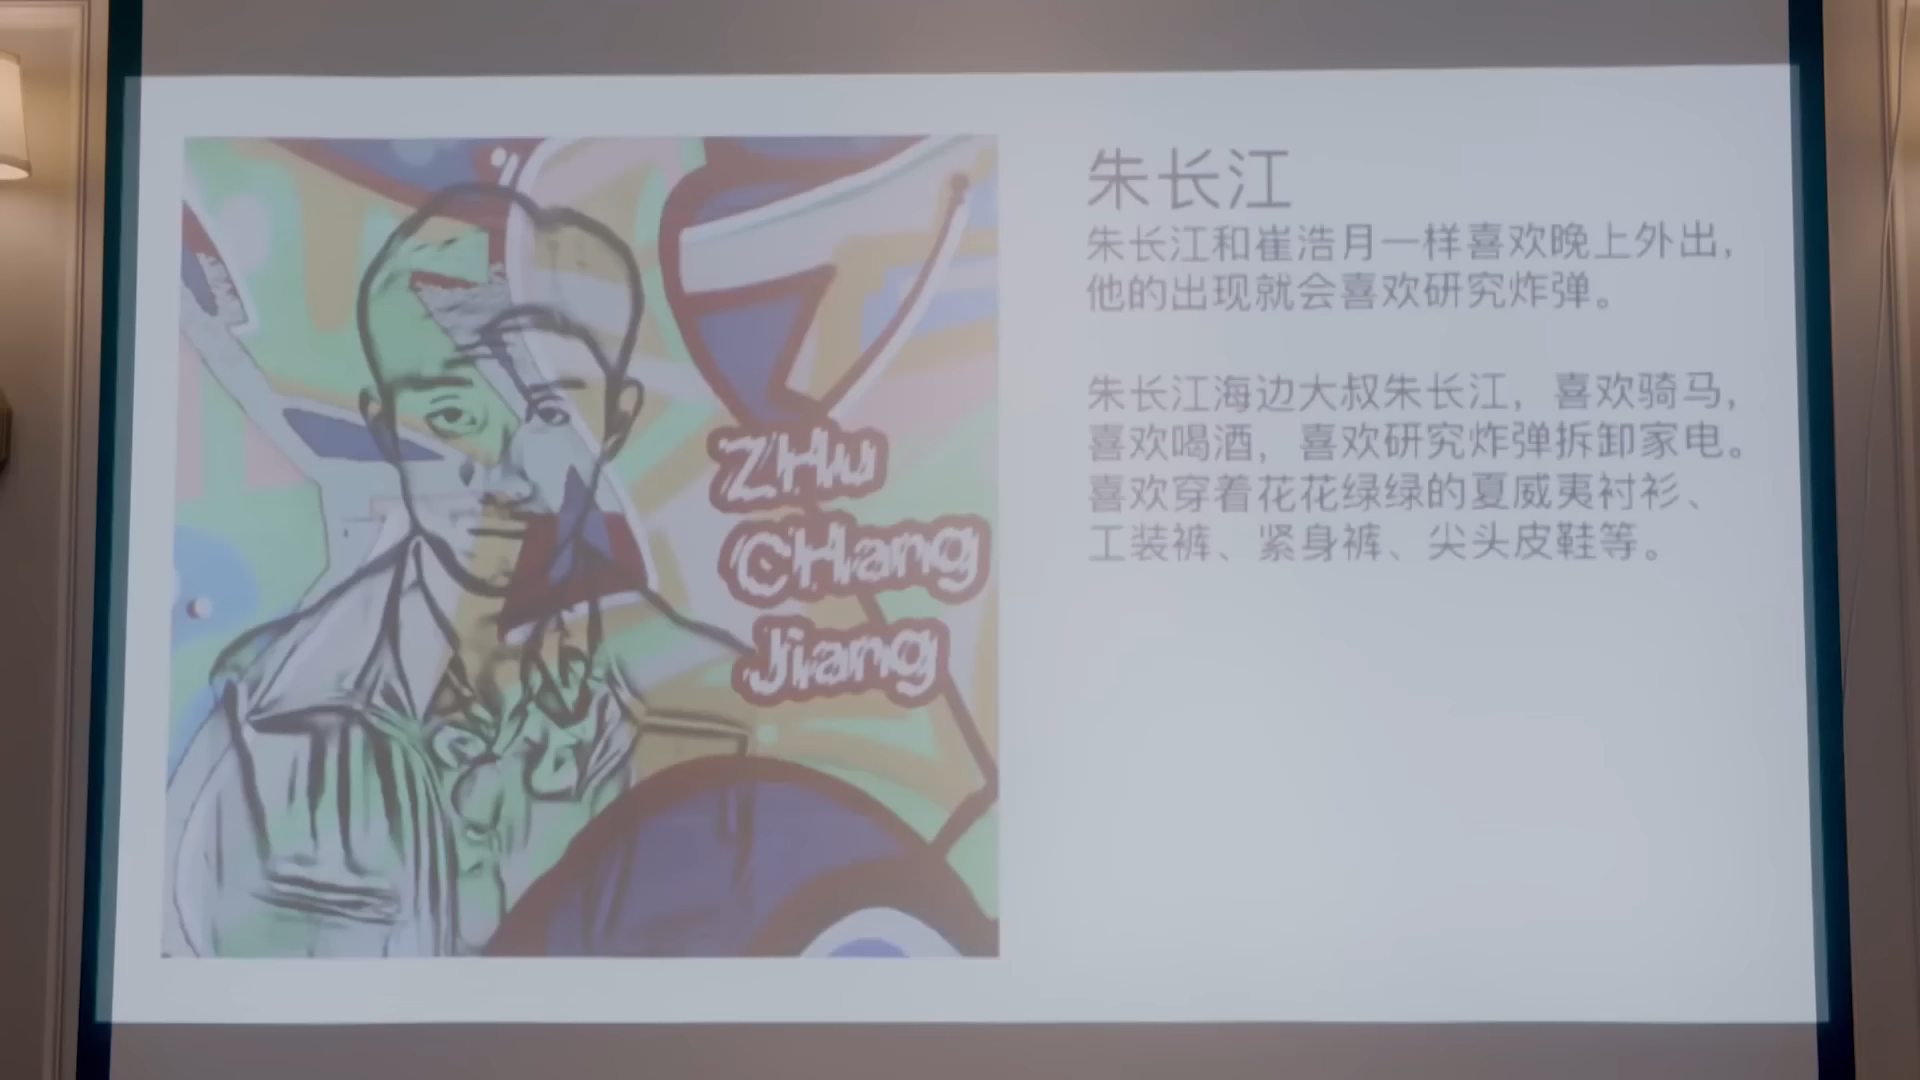 朱长江
朱长江和崔浩月一样喜欢晚上外出，
他的出现就会喜欢研究炸弹。
朱长江海边大叔朱长江，喜欢骑马，
喜欢喝酒，喜欢研究炸弹拆卸家电。
喜欢穿着花花绿绿的夏威夷衬衫、
工装裤、紧身裤、尖头皮鞋等。
ZHu
CHang
Jiang